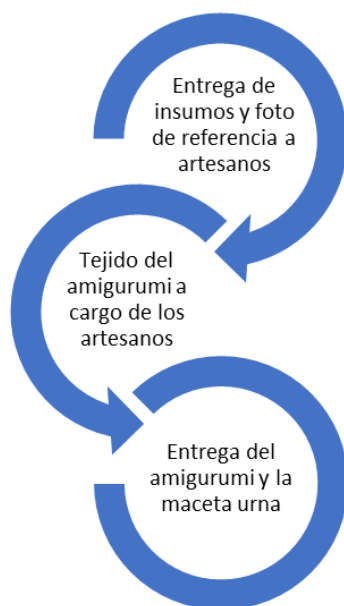 Entrega de
insumos y foto
de referencia a
artesanos
Tejido del
amigurumi a
cargo de los
artesanos
Entrega del
amigurumi y la
maceta urna